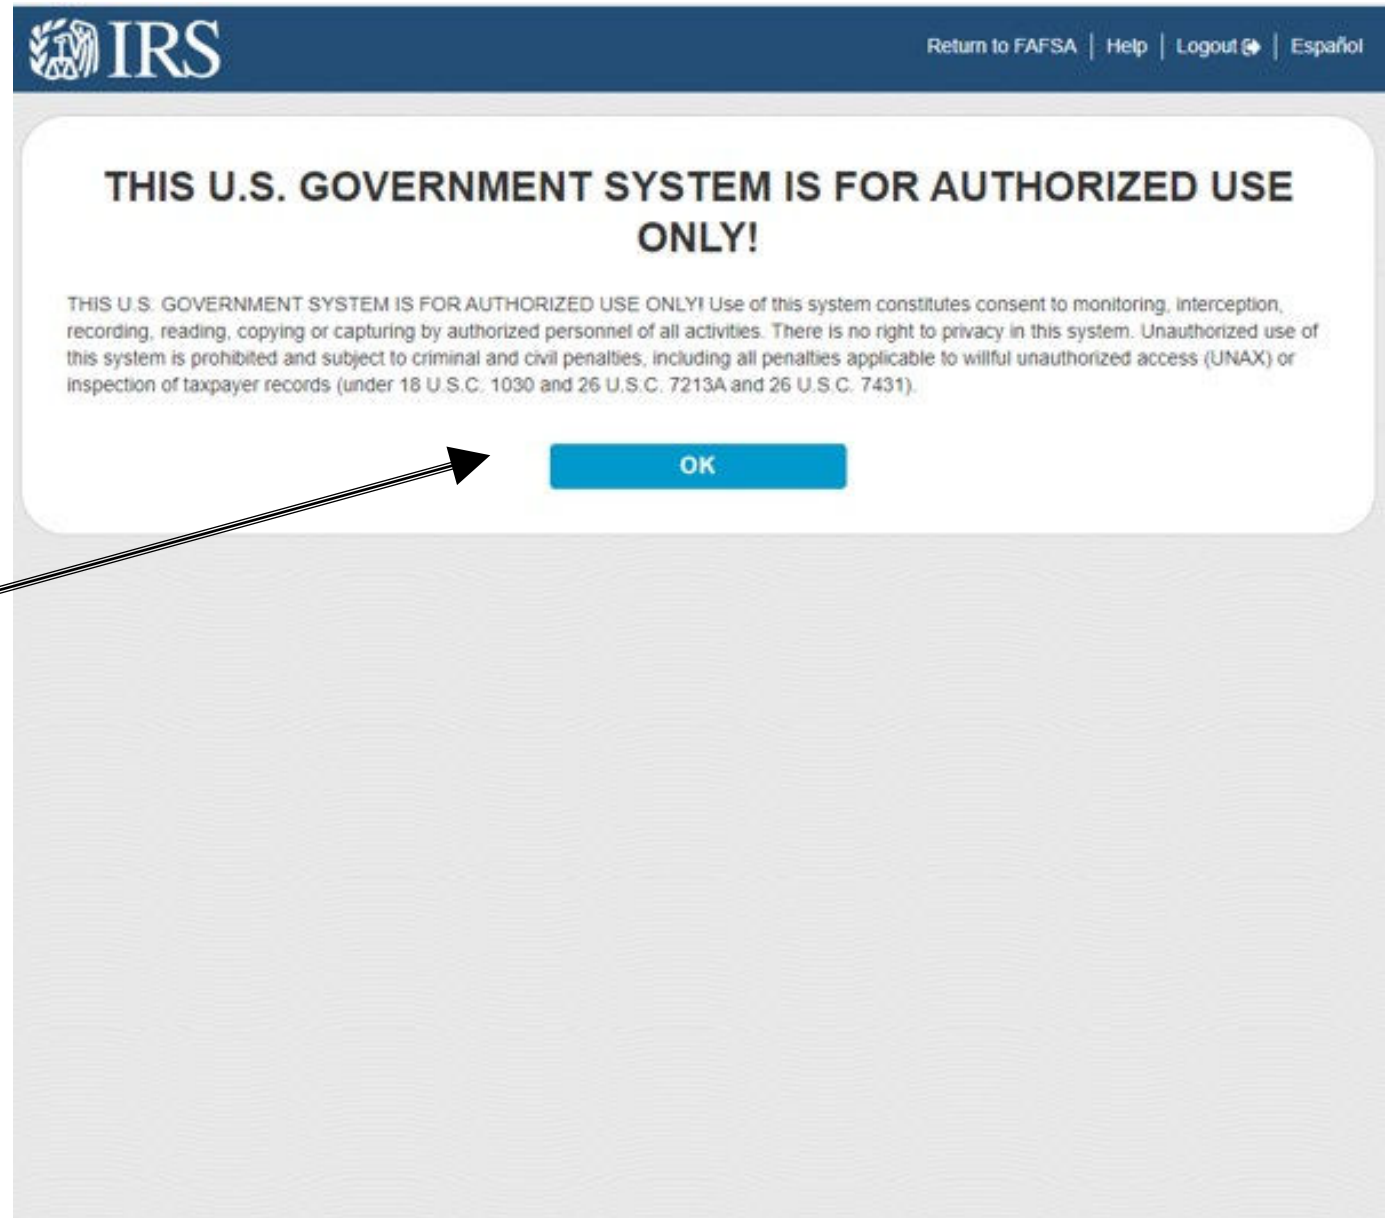 IRS
Return to FAFSA | Help | Logout | Español
THIS U.S. GOVERNMENT SYSTEM IS FOR AUTHORIZED USE
ONLY!
THIS U.S. GOVERNMENT SYSTEM IS FOR AUTHORIZED USE ONLY! Use of this system constitutes consent to monitoring, interception,
recording, reading, copying or capturing by authorized personnel of all activities. There is no right to privacy in this system. Unauthorized use of
this system is prohibited and subject to criminal and civil penalties, including all penalties applicable to willful unauthorized access (UNAX) or
inspection of taxpayer records (under 18 U.S.C. 1030 and 26 U.S.C. 7213A and 26 U.S.C. 7431).
OK